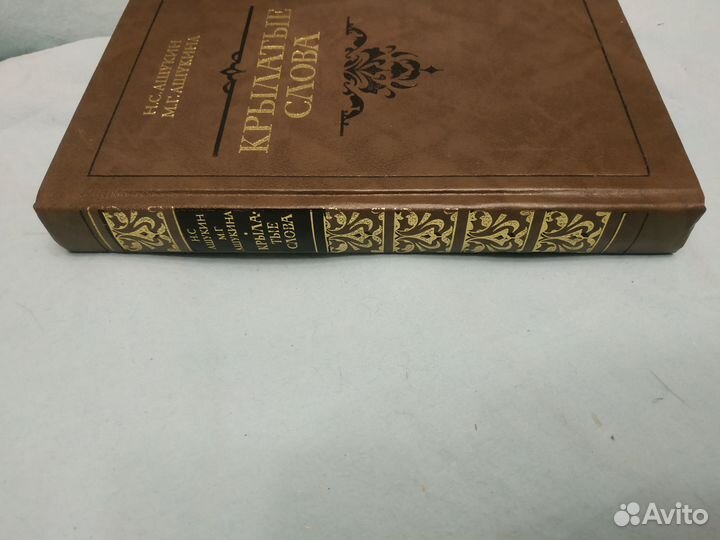 Н.С.АШУКИН
М.Г.АШУКИНА
КРЫЛАТЫЕ
СЛОВА
Н.С
АШУКИН
М.Г
АШУКИНА
КРЫЛА-
ТЫЕ
СЛОВА
Avito